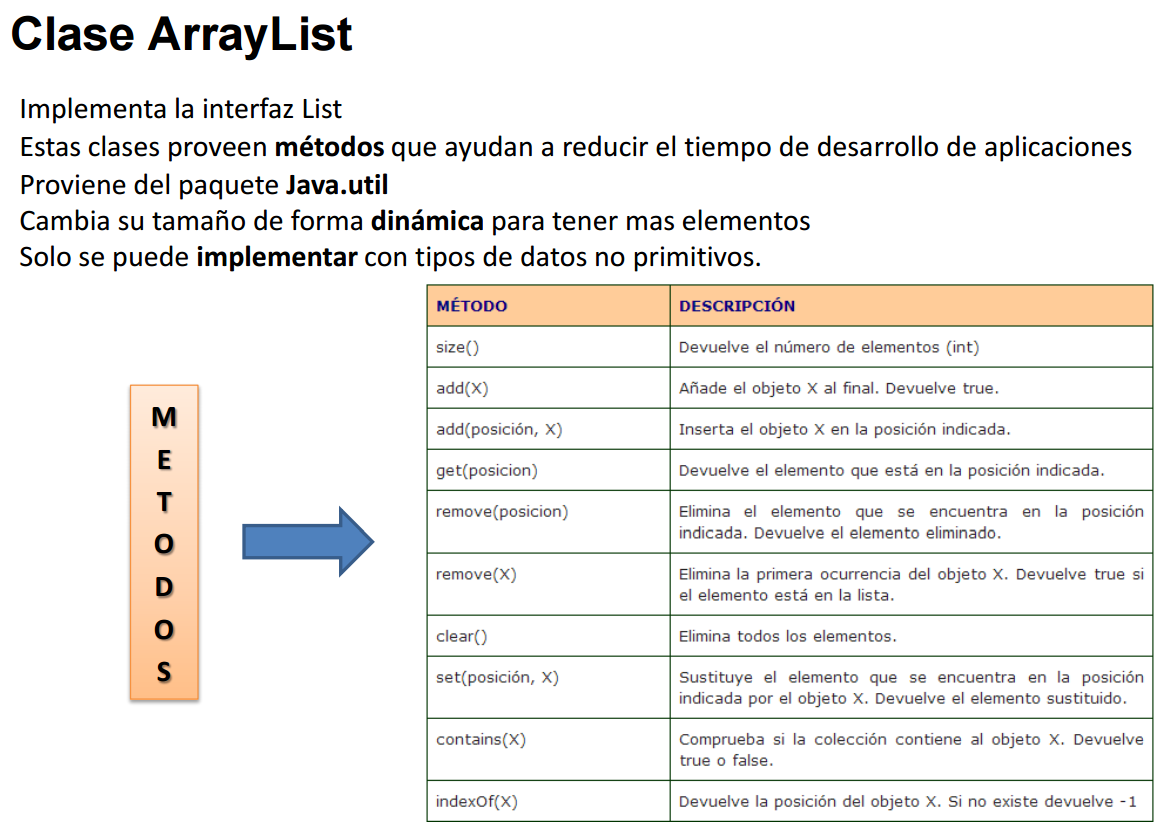 Clase ArrayList
Implementa la interfaz List
Estas clases proveen métodos que ayudan a reducir el tiempo de desarrollo de aplicaciones
Proviene del paquete Java.util
Cambia su tamaño de forma dinámica para tener mas elementos
Solo se puede implementar con tipos de datos no primitivos.
M
E
T
O
D
O
S
MÉTODO DESCRIPCIÓN
size() Devuelve el número de elementos (int)
add(X) Añade el objeto X al final. Devuelve true.
add(posición, X) Inserta el objeto X en la posición indicada.
get(posicion) Devuelve el elemento que está en la posición indicada.
remove(posicion) Elimina el elemento que se encuentra en la posición
indicada. Devuelve el elemento eliminado.
remove(X) Elimina la primera ocurrencia del objeto X. Devuelve true si
el elemento está en la lista.
clear() Elimina todos los elementos.
set(posición, X) Sustituye el elemento que se encuentra en la posición
indicada por el objeto X. Devuelve el elemento sustituido.
contains(X) Comprueba si la colección contiene al objeto X. Devuelve
true o false.
indexOf(X) Devuelve la posición del objeto X. Si no existe devuelve -1